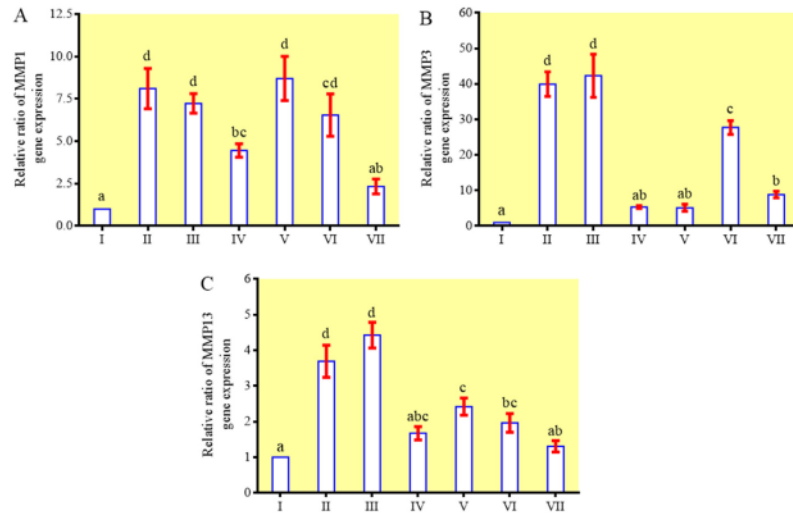 A
Relative ratio of MMP1
gene expression
12.5
10.0
7.5
5.0
2.5
0.0
a
d
d
bc
d
cd
ab
I
II
III
IV
V
VI
VII
B
Relative ratio of MMP3
gene expression
60
50
40
30
20
10
0
a
d
d
ab
ab
c
b
I
II
III
IV
V
VI
VII
C
Relative ratio of MMP13
gene expression
6
5
4
3
2
1
0
a
d
d
abc
c
bc
ab
I
II
III
IV
V
VI
VII